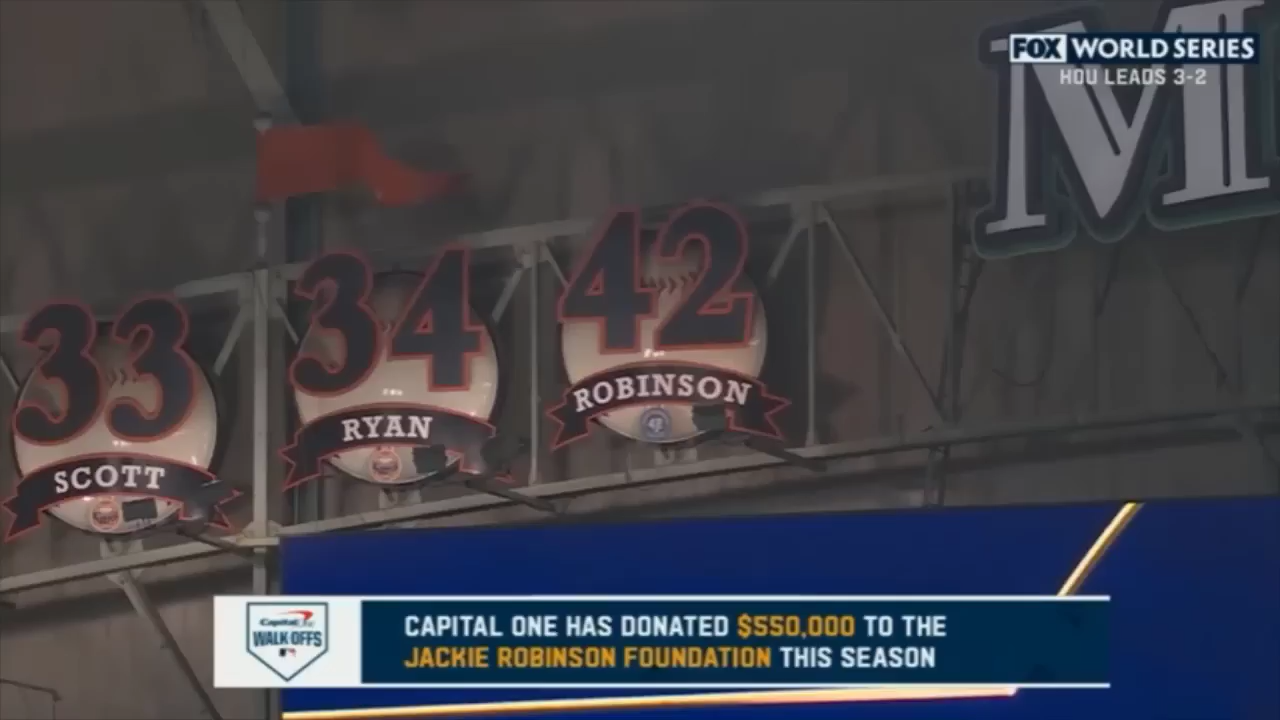 FOX WORLD SERIES
HOU LEADS 3-2
M
42
ROBINSON
34
RYAN
33
SCOTT
Capital One
WALK OFFS
CAPITAL ONE HAS DONATED $550,000 TO THE
JACKIE ROBINSON FOUNDATION THIS SEASON